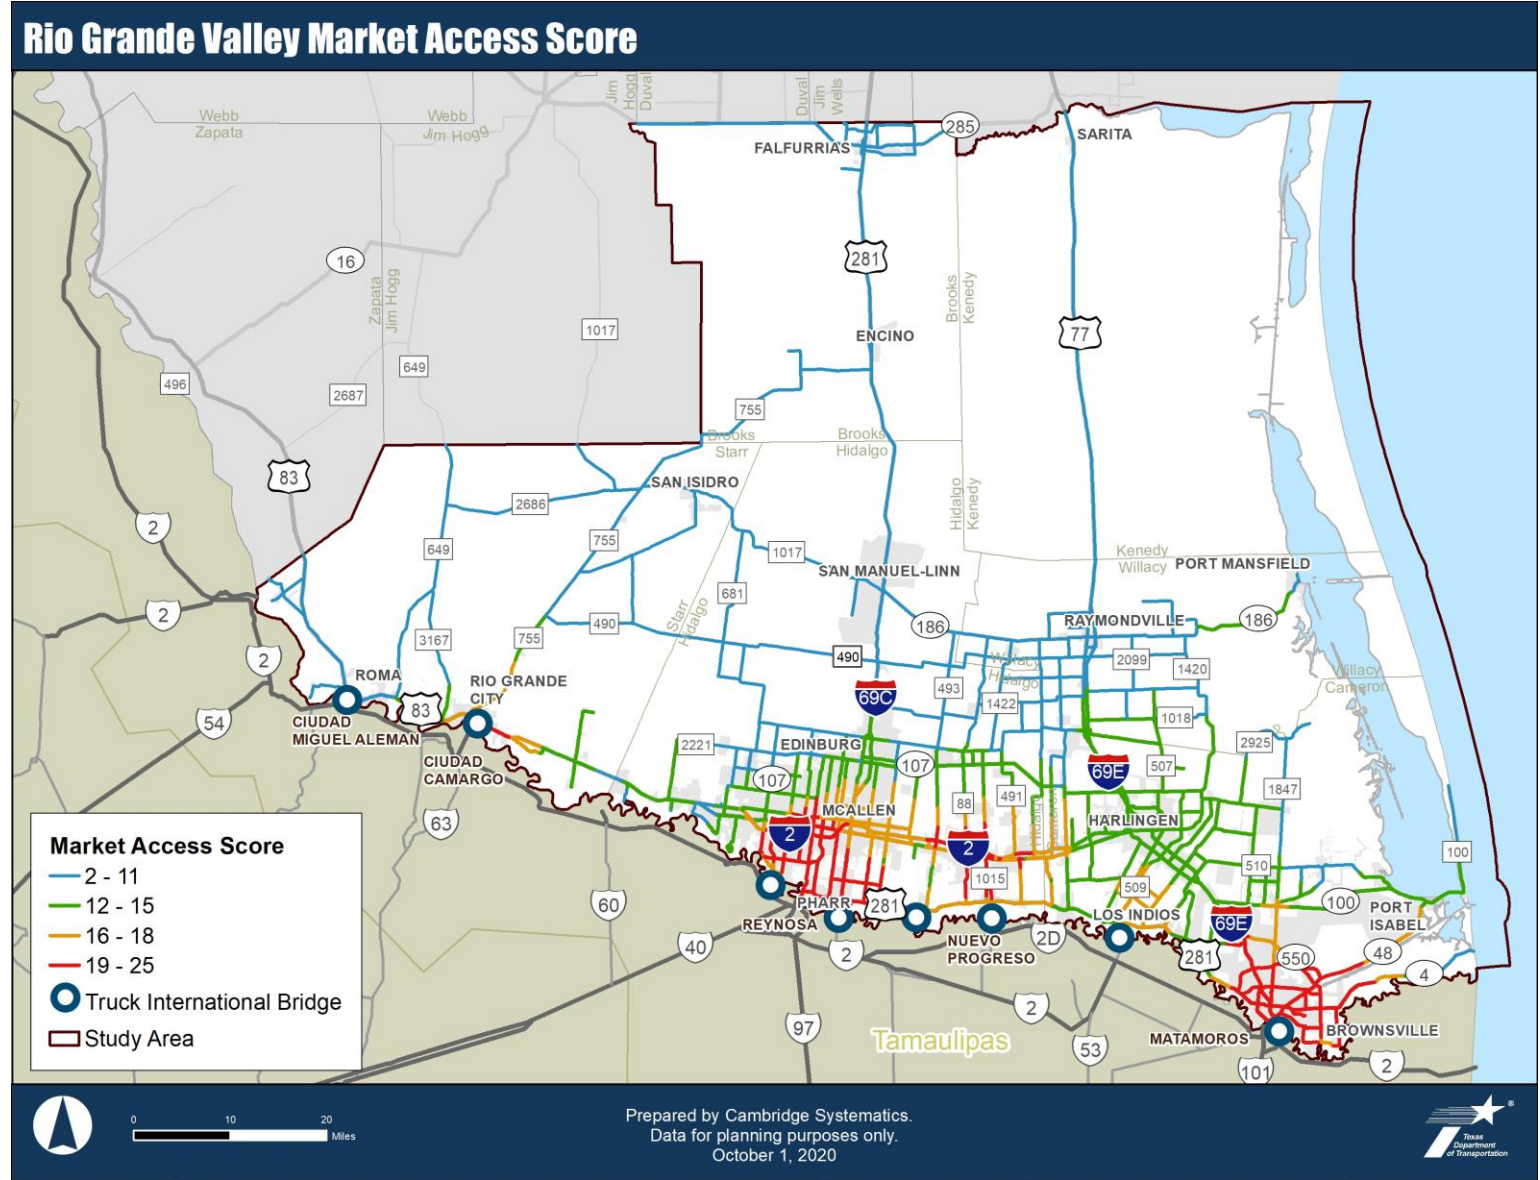 Rio Grande Valley Market Access Score
Webb
Zapata
Webb
Jim Hogg
Jim
Hogg
Duval
Duval
Jim
Wells
285
SARITA
FALFURRIAS
16
281
Zapata
Jim Hogg
Brooks
Kenedy
1017
77
ENCINO
649
496
2687
755
Brooks
Starr
Brooks
Hidalgo
83
SAN ISIDRO
2686
Hidalgo
Kenedy
2
755
649
1017
Kenedy
Willacy
PORT MANSFIELD
SAN MANUEL-LINN
681
2
Starr
Hidalgo
490
186
RAYMONDVILLE
186
755
3167
2
490
Willacy
Hidalgo
2099
1420
Willacy
Cameron
ROMA
RIO GRANDE
CITY
69C
493
1422
83
54
CIUDAD
MIGUEL ALEMAN
1018
2221
EDINBURG
2925
CIUDAD
CAMARGO
107
107
69E
507
1847
88
491
MCALLEN
Hidalgo
Cameron
HARLINGEN
63
2
2
100
510
1015
509
60
PHARR
281
100
PORT
ISABEL
REYNOSA
LOS INDIOS
69E
40
2
NUEVO
PROGRESO
2D
281
550
48
4
2
97
Tamaulipas
53
MATAMOROS
BROWNSVILLE
101
2
Market Access Score
2 - 11
12 - 15
16 - 18
19 - 25
Truck International Bridge
Study Area
0 10 20
Miles
Prepared by Cambridge Systematics.
Data for planning purposes only.
October 1, 2020
®
Texas
Department
of Transportation